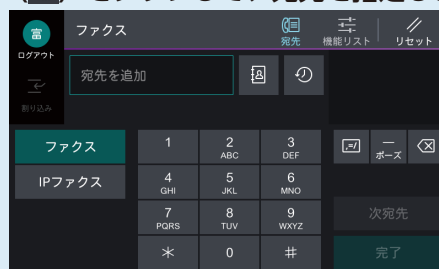 ファクス
宛先
機能リスト
リセット
富
ログアウト
宛先を追加
割り込み
ファクス
IPファクス
1
2
ABC
3
DEF
.=/
ポーズ
4
GHI
5
JKL
6
MNO
7
PQRS
8
TUV
9
WXYZ
次宛先
＊
0
#
完了